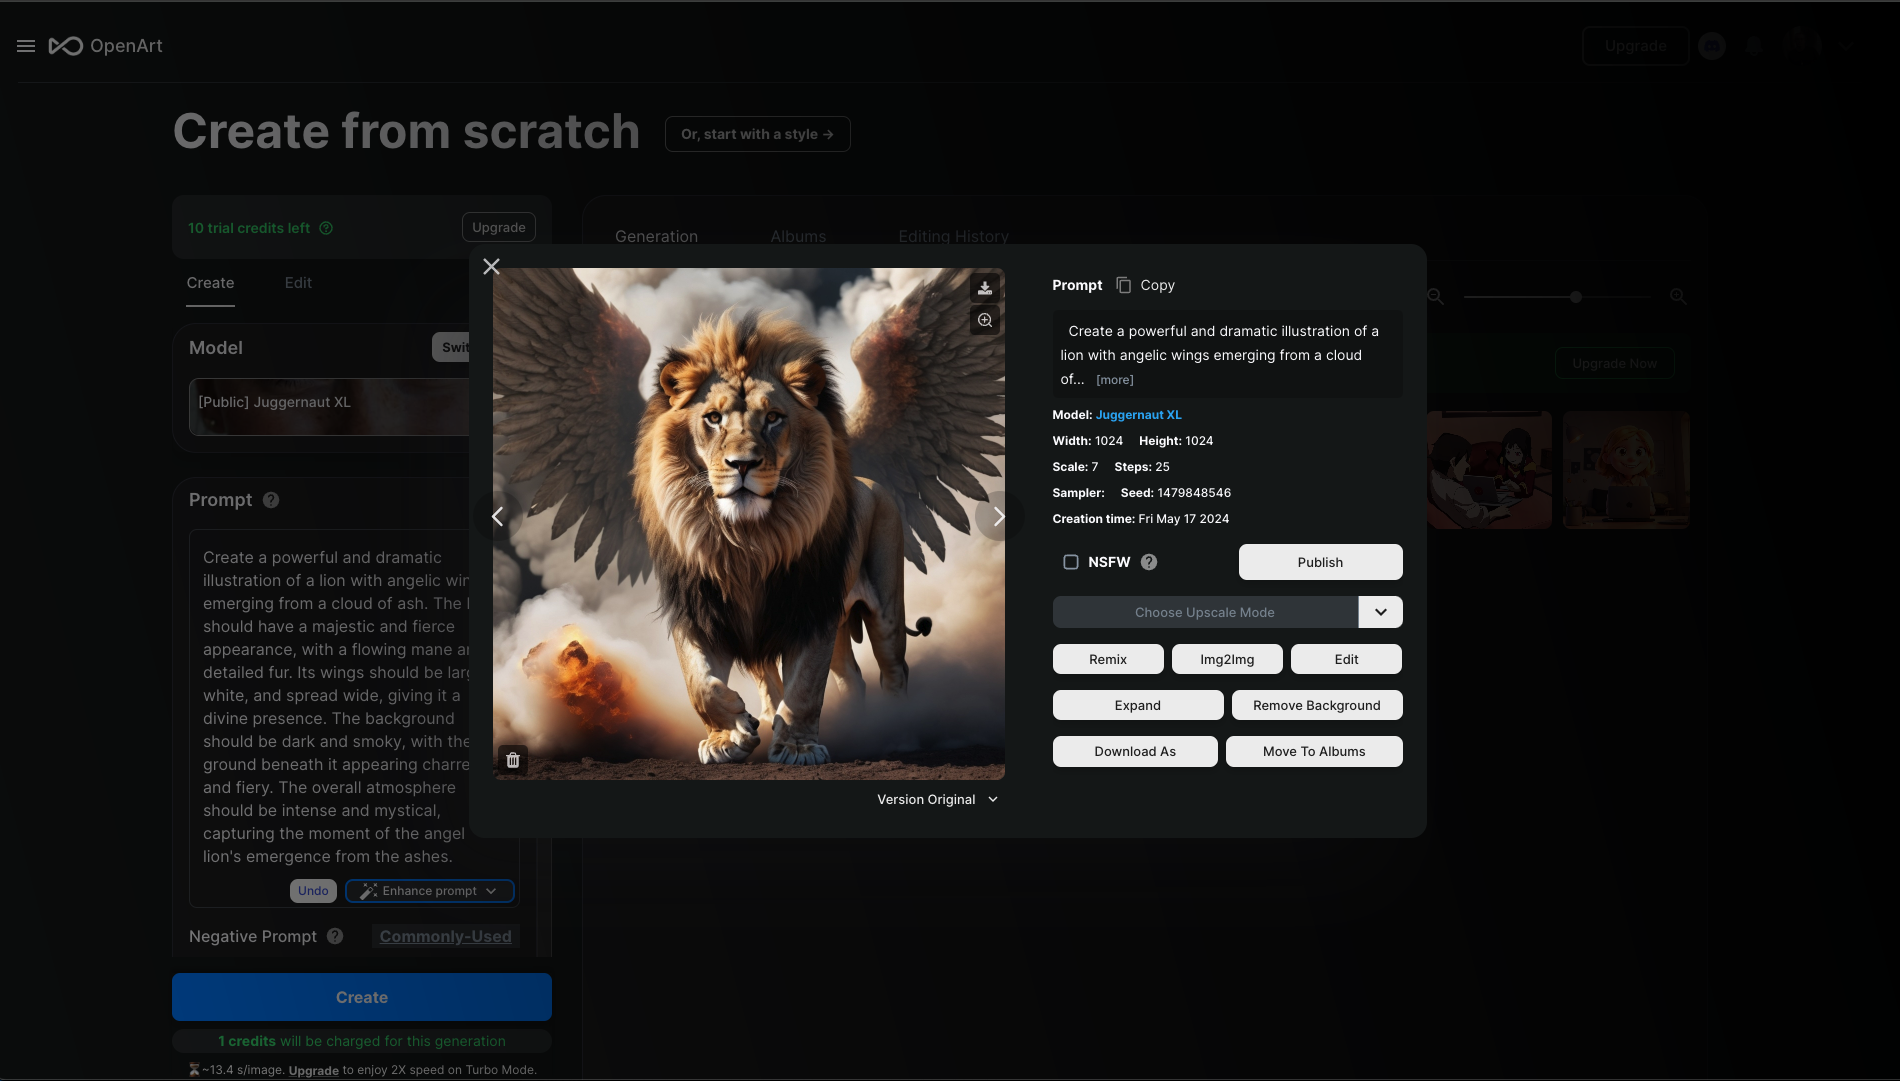 OpenArt
Upgrade
Create from scratch
Or, start with a style →
10 trial credits left
Upgrade
Create
Edit
Model
Swit
[Public] Juggernaut XL
Prompt
Create a powerful and dramatic
illustration of a lion with angelic win
emerging from a cloud of ash. The l
should have a majestic and fierce
appearance, with a flowing mane an
detailed fur. Its wings should be larg
white, and spread wide, giving it a
divine presence. The background
should be dark and smoky, with the
ground beneath it appearing charre
and fiery. The overall atmosphere
should be intense and mystical,
capturing the moment of the angel
lion's emergence from the ashes.
Undo
Enhance prompt
Negative Prompt
Commonly-Used
Create
1 credits will be charged for this generation
⏳~13.4 s/image. Upgrade to enjoy 2X speed on Turbo Mode.
Generation
Albums
Editing History
Upgrade Now
Version Original
Prompt
Copy
Create a powerful and dramatic illustration of a
lion with angelic wings emerging from a cloud
of... [more]
Model: Juggernaut XL
Width: 1024 Height: 1024
Scale: 7 Steps: 25
Sampler: Seed: 1479848546
Creation time: Fri May 17 2024
NSFW
Publish
Choose Upscale Mode
Remix
Img2Img
Edit
Expand
Remove Background
Download As
Move To Albums